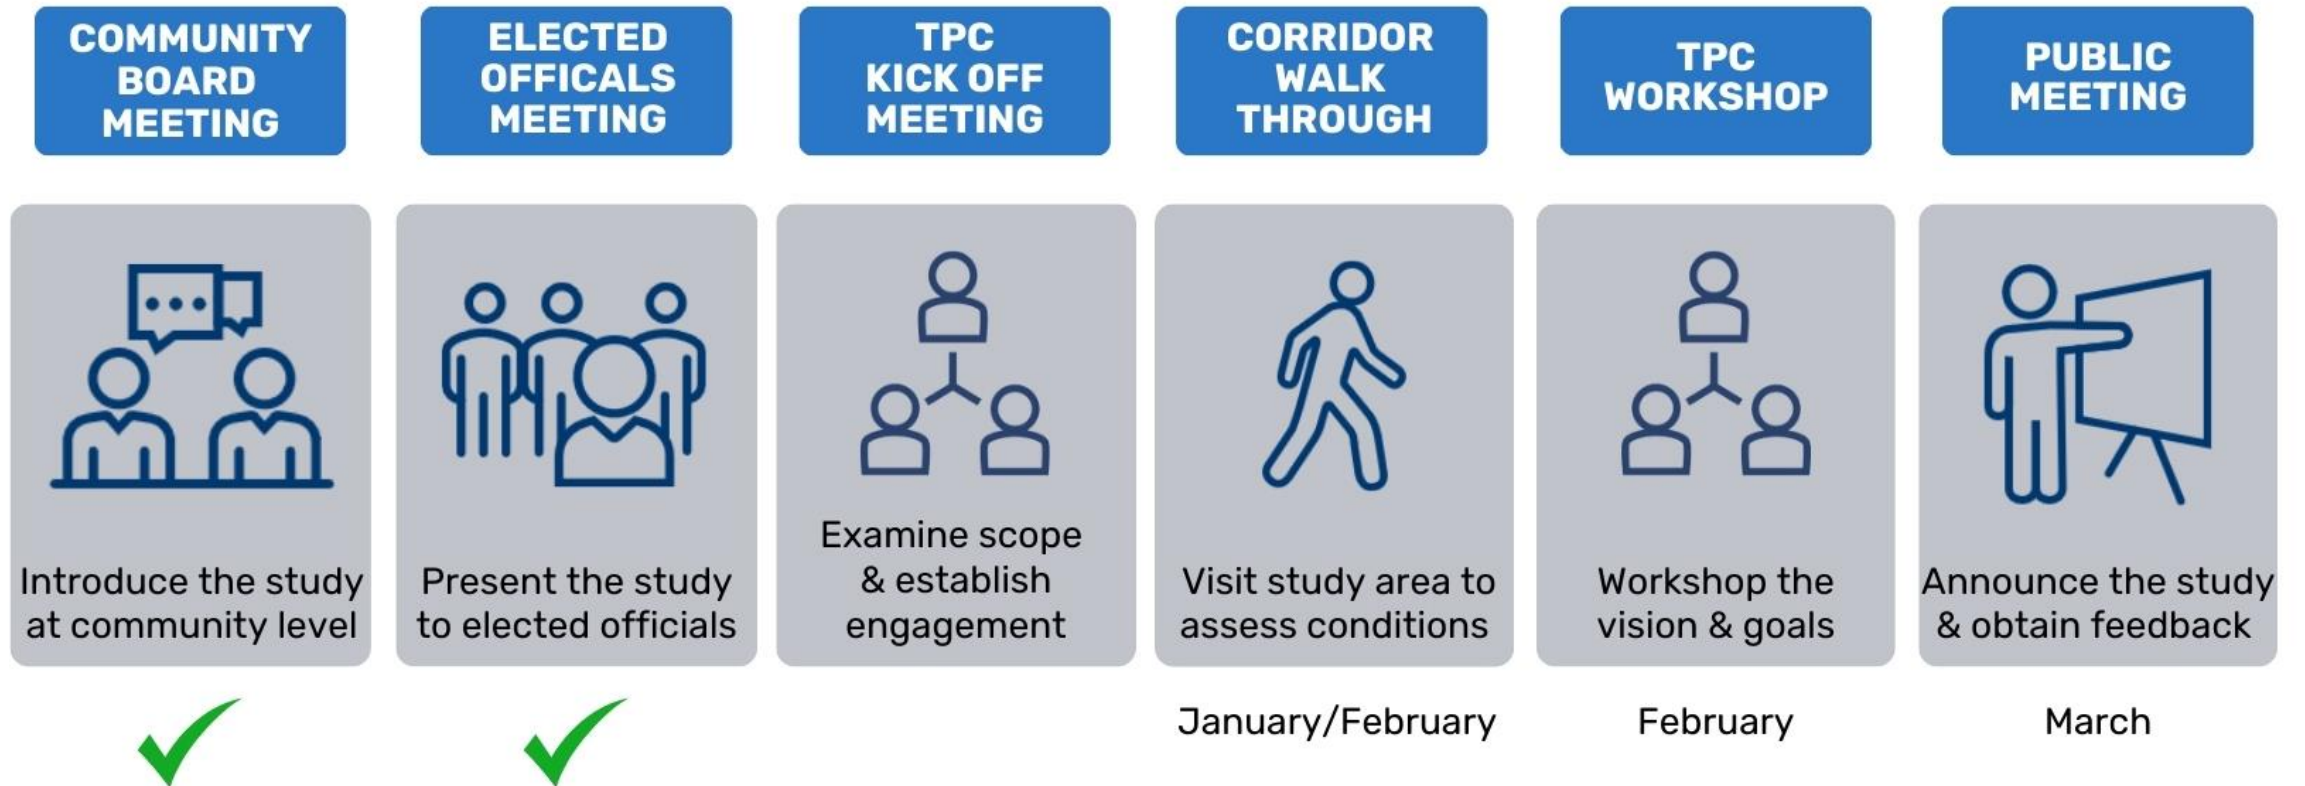 COMMUNITY
BOARD
MEETING
ELECTED
OFFICALS
MEETING
TPC
KICK OFF
MEETING
CORRIDOR
WALK
THROUGH
TPC
WORKSHOP
PUBLIC
MEETING
Introduce the study
at community level
Present the study
to elected officials
Examine scope
& establish
engagement
Visit study area to
assess conditions
Workshop the
vision & goals
Announce the study
& obtain feedback
January/February
February
March